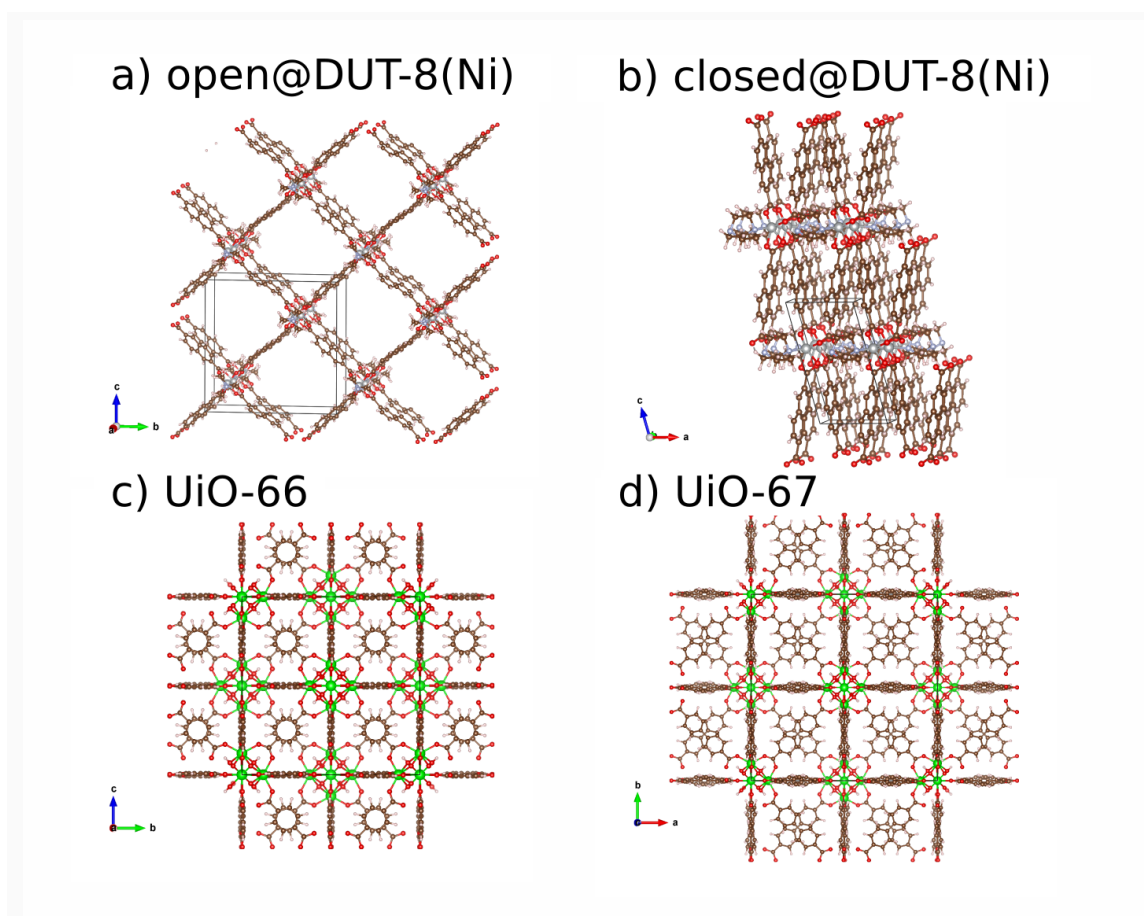 a) open@DUT-8(Ni)
b) closed@DUT-8(Ni)
c
a
b
c
a
c) UiO-66
d) UiO-67
c
a
b
b
a